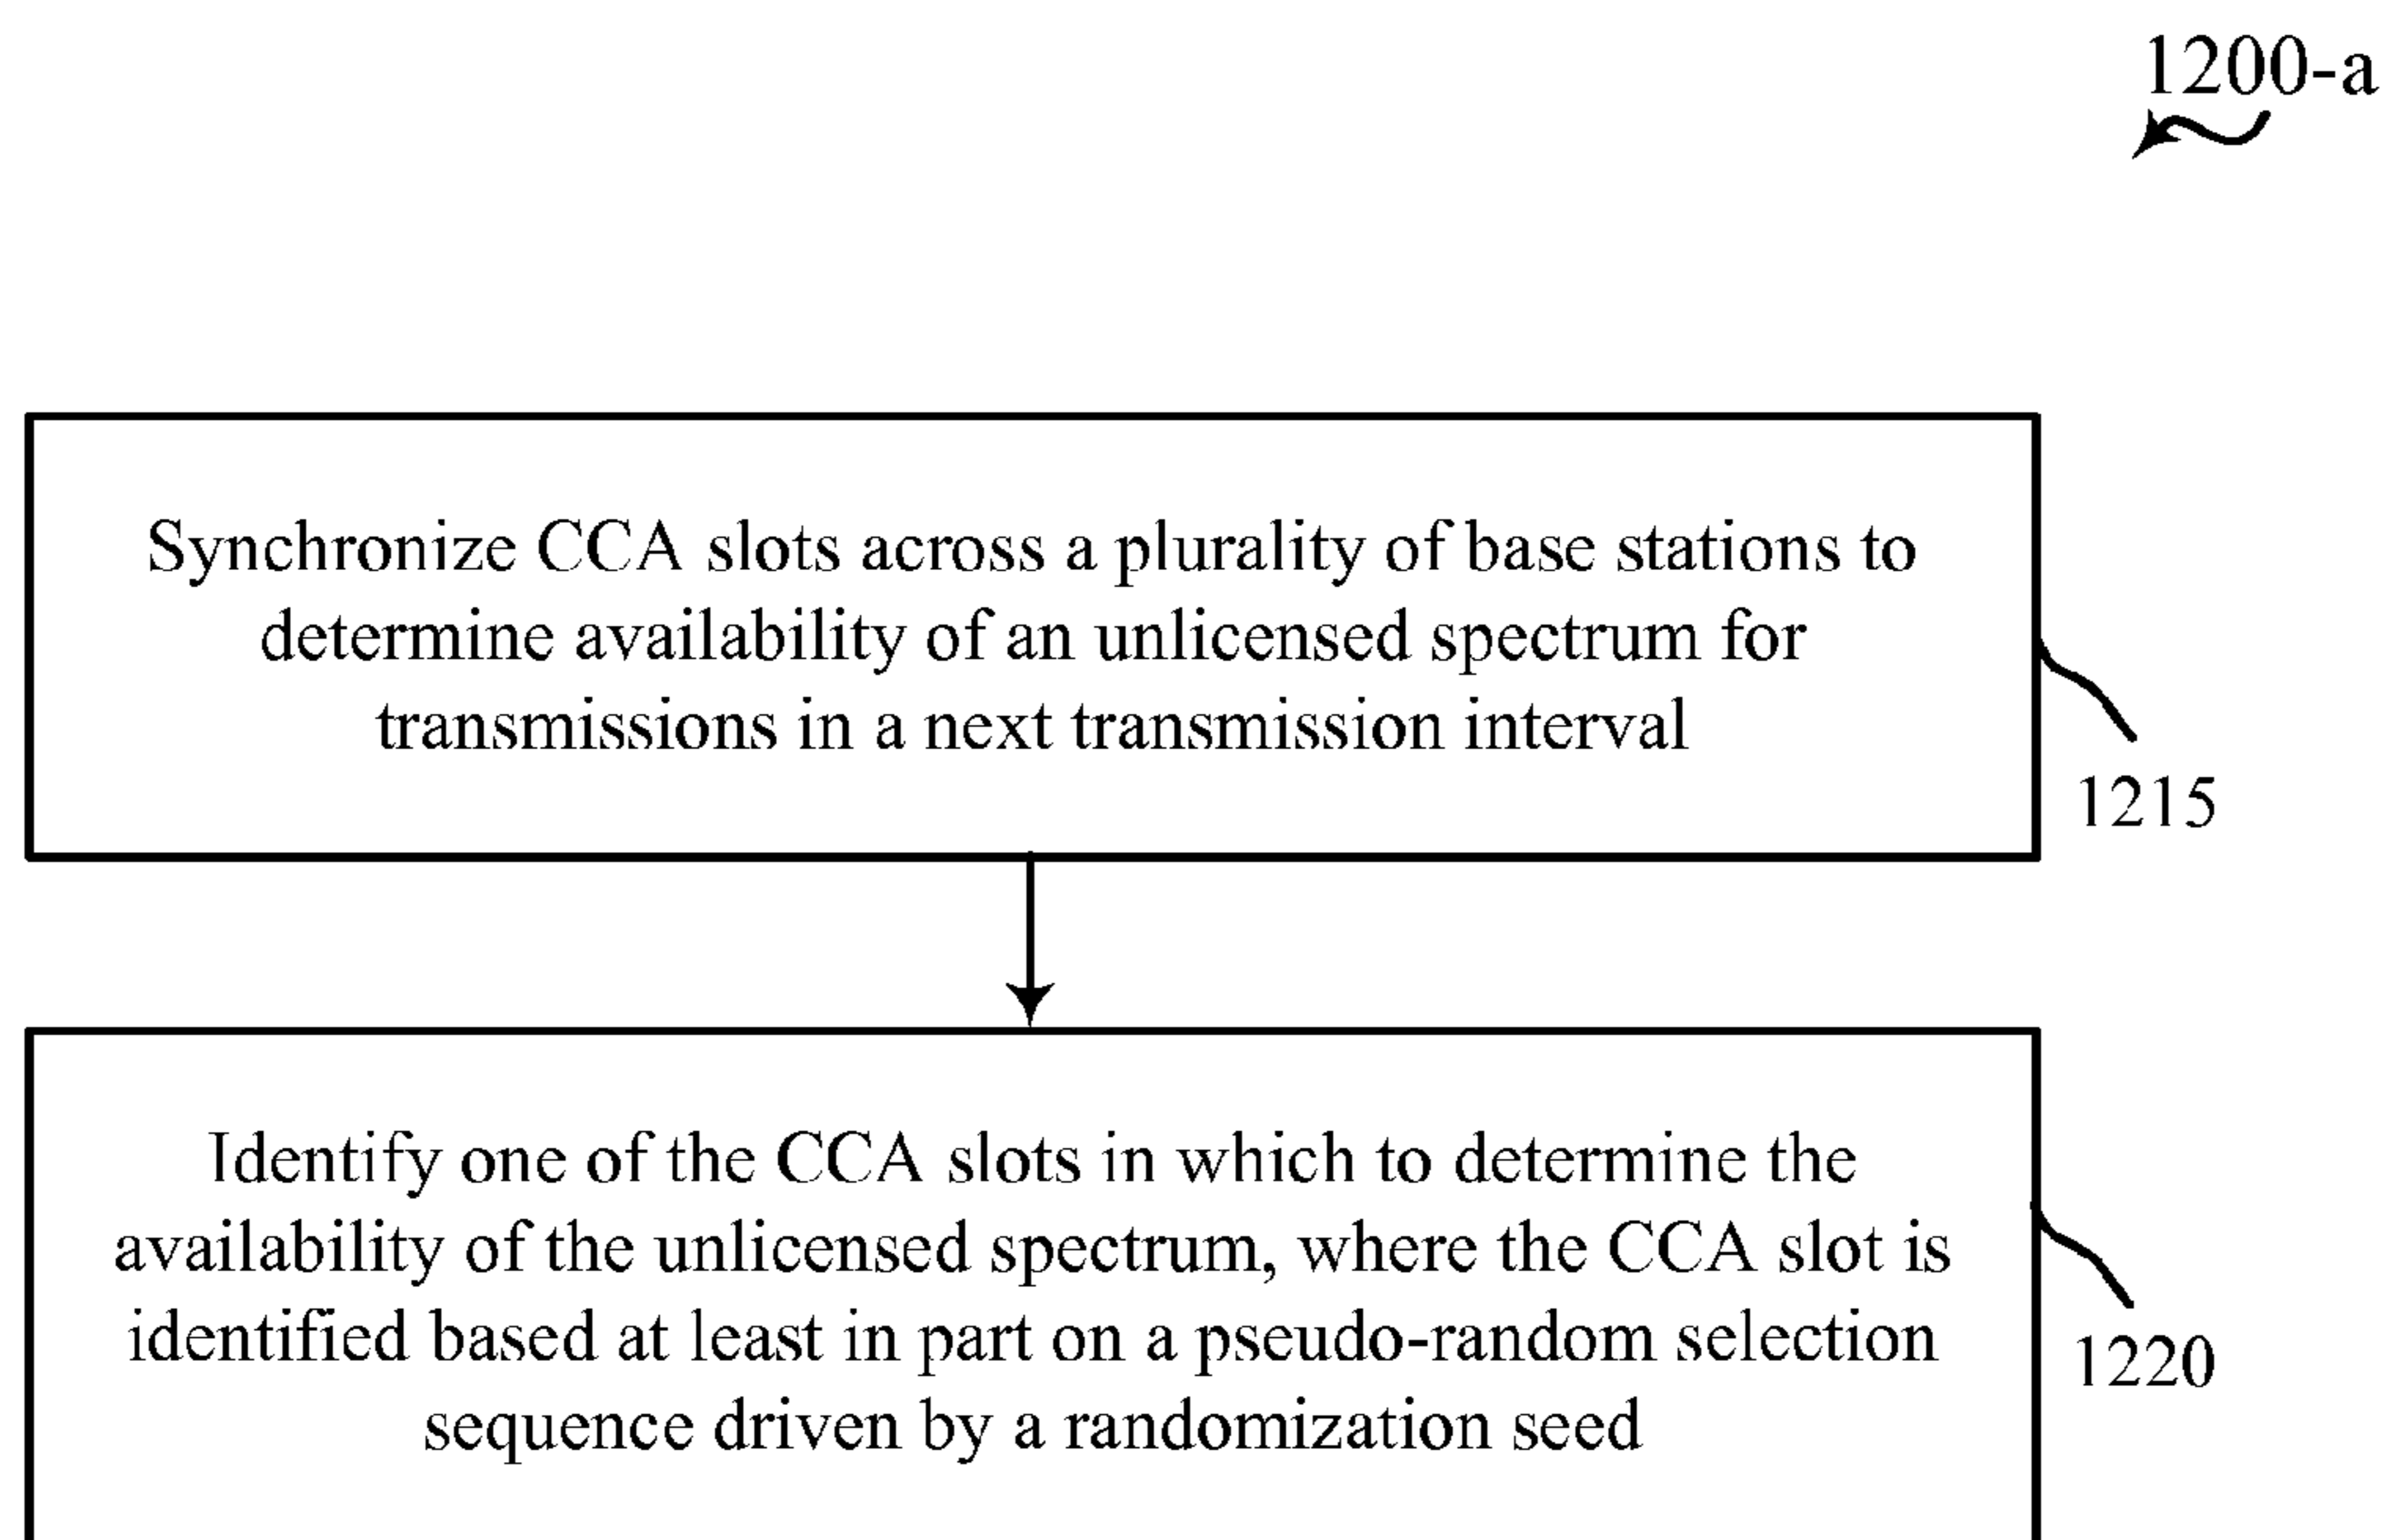 1200-a
Synchronize CCA slots across a plurality of base stations to
determine availability of an unlicensed spectrum for
transmissions in a next transmission interval
1215
Identify one of the CCA slots in which to determine the
availability of the unlicensed spectrum, where the CCA slot is
identified based at least in part on a pseudo-random selection
sequence driven by a randomization seed
1220